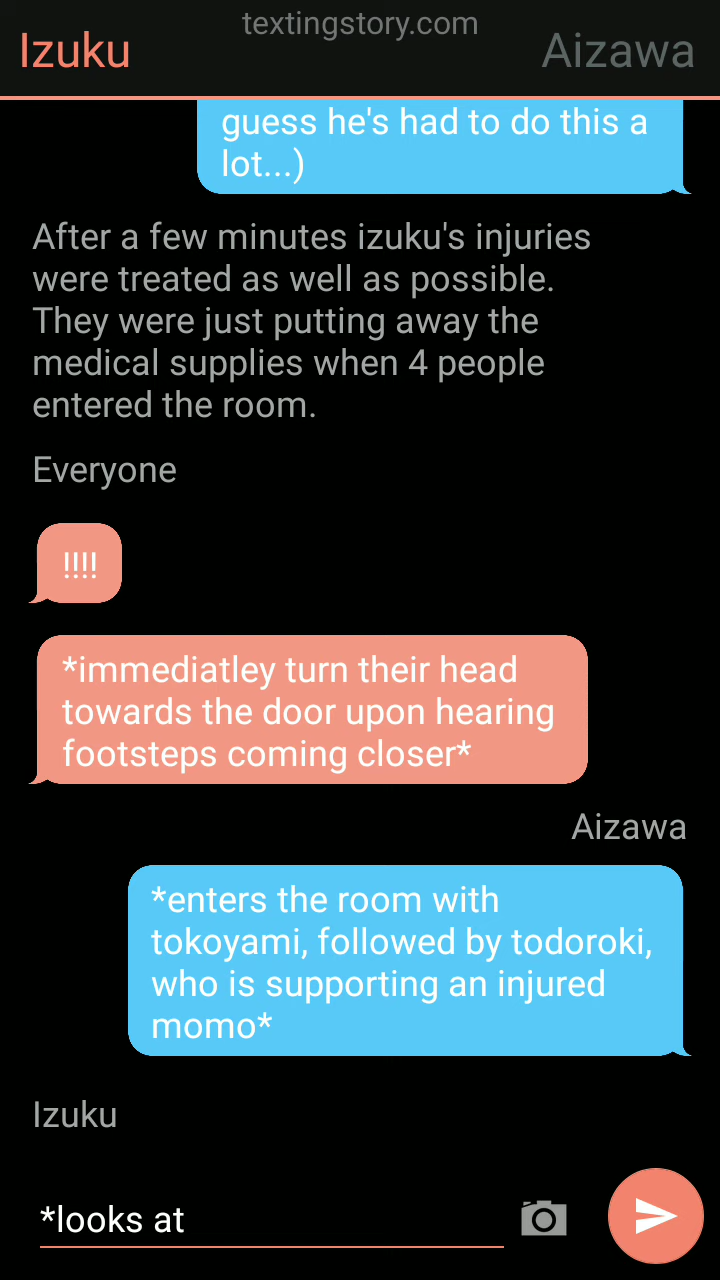 textingstory.com
Izuku
Aizawa
guess he's had to do this a
lot...)
After a few minutes izuku's injuries
were treated as well as possible.
They were just putting away the
medical supplies when 4 people
entered the room.
Everyone
!!!!
*immediatley turn their head
towards the door upon hearing
footsteps coming closer*
Aizawa
*enters the room with
tokoyami, followed by todoroki,
who is supporting an injured
momo*
Izuku
*looks at